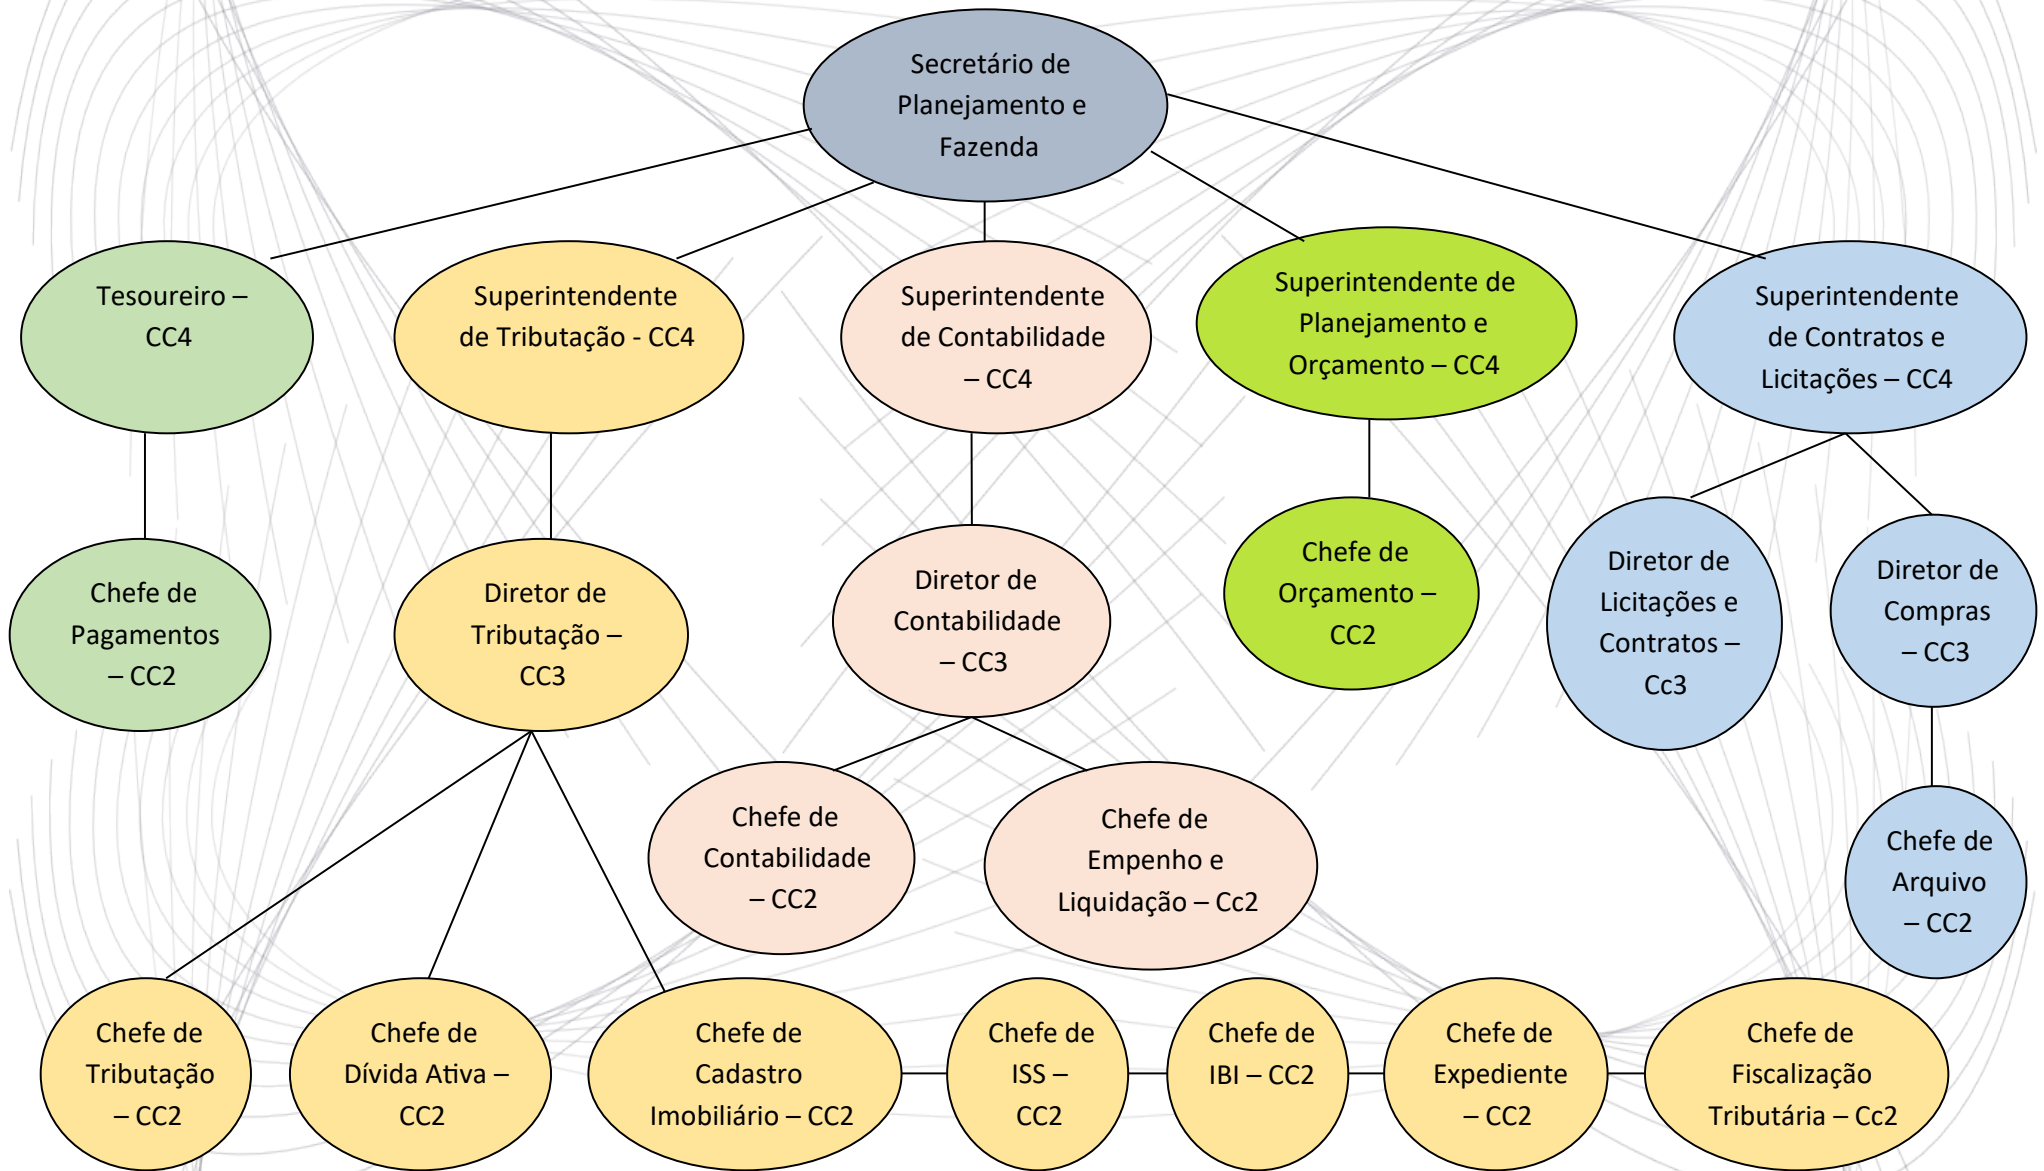 Secretário de
Planejamento e
Fazenda
Tesoureiro –
CC4
Superintendente
de Tributação - CC4
Superintendente
de Contabilidade
– CC4
Superintendente de
Planejamento e
Orçamento – CC4
Superintendente
de Contratos e
Licitações – CC4
Chefe de
Pagamentos
– CC2
Diretor de
Tributação –
CC3
Diretor de
Contabilidade
– CC3
Chefe de
Orçamento –
CC2
Diretor de
Licitações e
Contratos –
Cc3
Diretor de
Compras
– CC3
Chefe de
Contabilidade
– CC2
Chefe de
Empenho e
Liquidação – Cc2
Chefe de
Arquivo
– CC2
Chefe de
Tributação
– CC2
Chefe de
Dívida Ativa –
CC2
Chefe de
Cadastro
Imobiliário – CC2
Chefe de
ISS –
CC2
Chefe de
IBI – CC2
Chefe de
Expediente
– CC2
Chefe de
Fiscalização
Tributária – Cc2